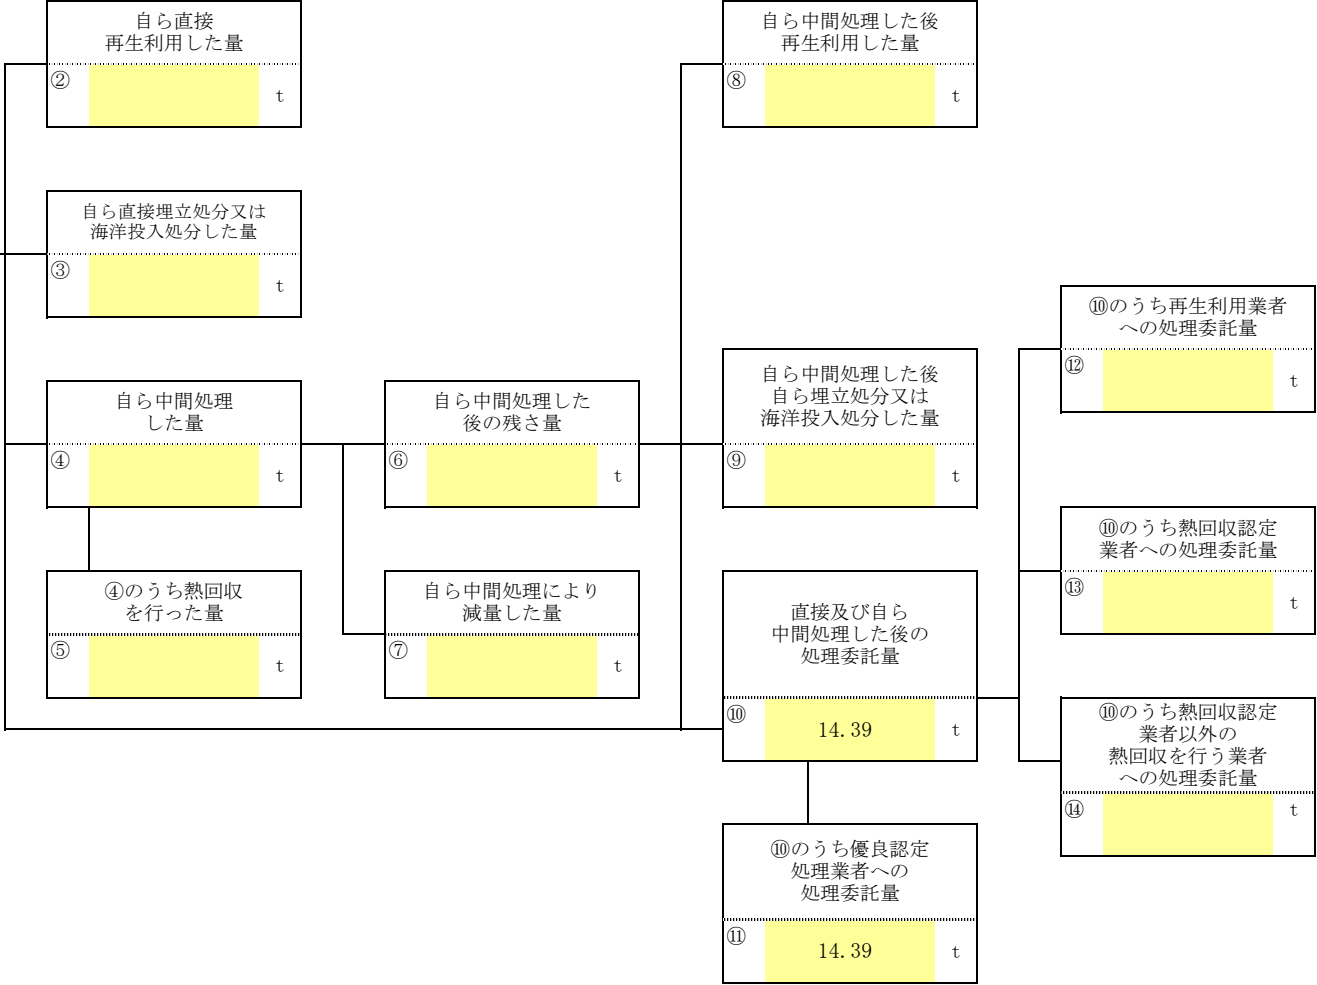 自ら直接
再生利用した量
②
t
自ら中間処理した後
再生利用した量
⑧
t
自ら直接埋立処分又は
海洋投入処分した量
③
t
⑩のうち再生利用業者
への処理委託量
⑫
t
自ら中間処理
した量
④
t
自ら中間処理した
後の残さ量
⑥
t
自ら中間処理した後
自ら埋立処分又は
海洋投入処分した量
⑨
t
⑩のうち熱回収認定
業者への処理委託量
⑬
t
④のうち熱回収
を行った量
⑤
t
自ら中間処理により
減量した量
⑦
t
直接及び自ら
中間処理した後の
処理委託量
⑩
14.39
t
⑩のうち熱回収認定
業者以外の
熱回収を行う業者
への処理委託量
⑭
t
⑩のうち優良認定
処理業者への
処理委託量
⑪
14.39
t